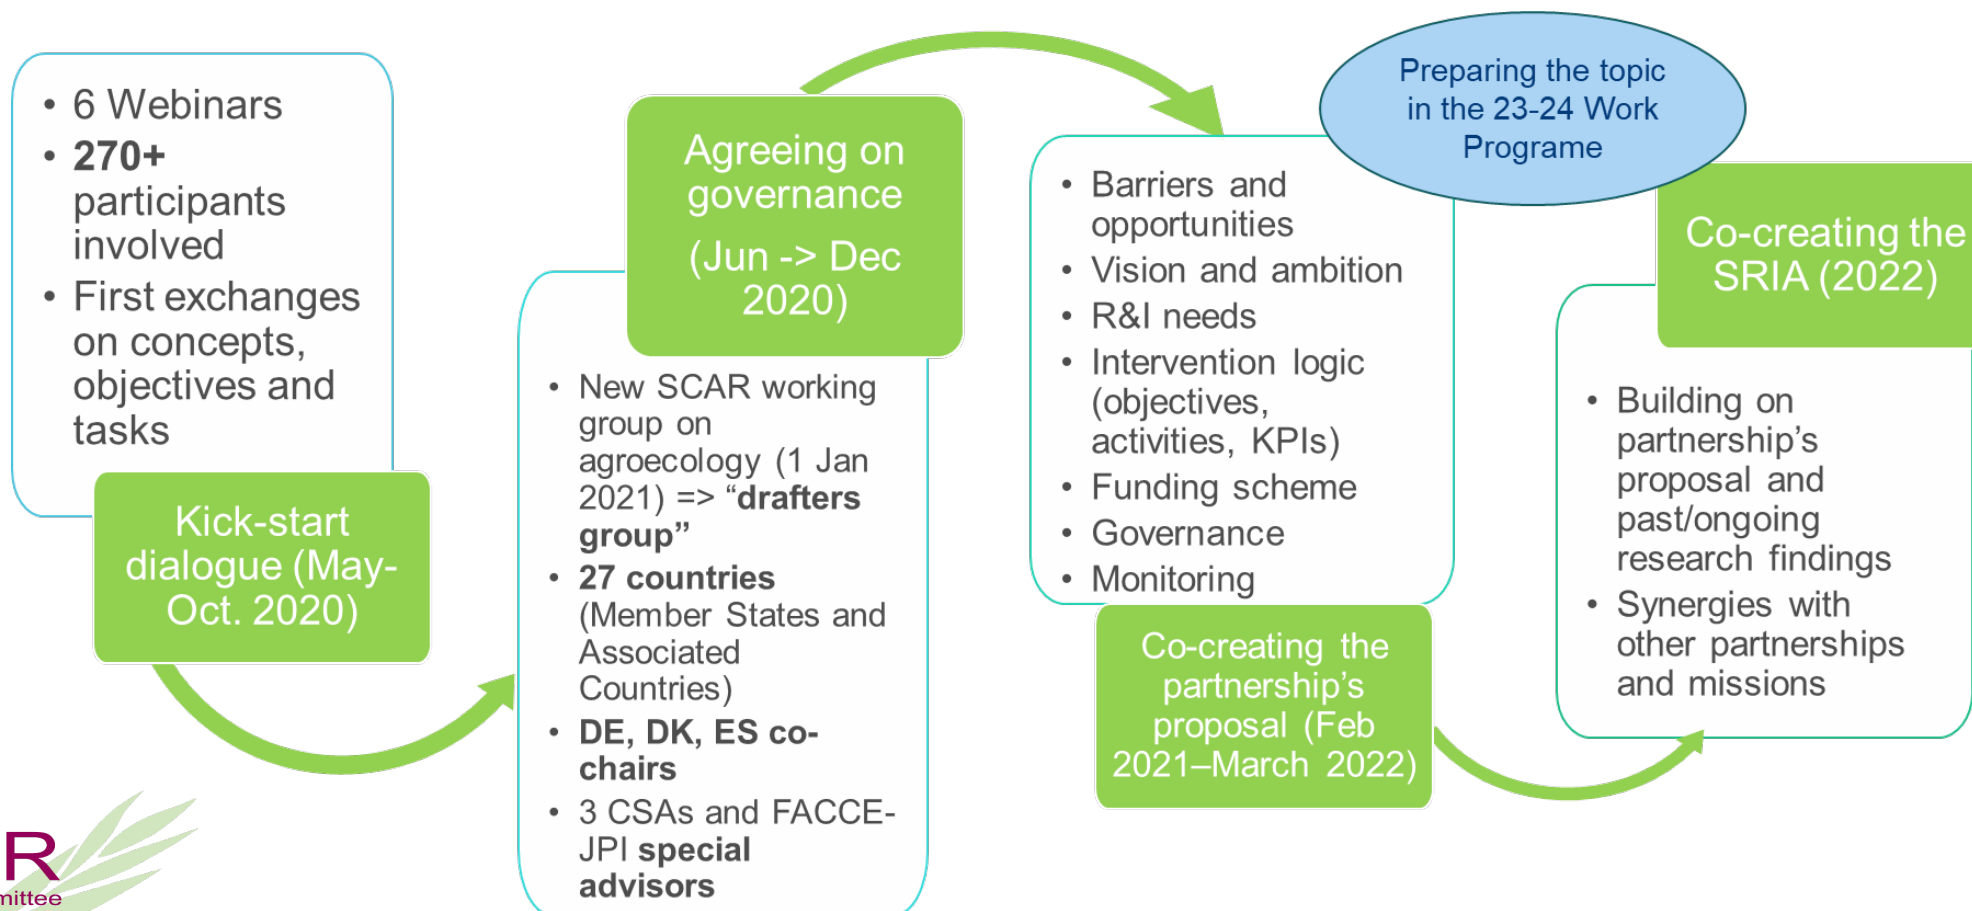 • 6 Webinars
• 270+
participants
involved
• First exchanges
on concepts,
objectives and
tasks
Kick-start
dialogue (May-
Oct. 2020)
Agreeing on
governance
(Jun -> Dec
2020)
• New SCAR working
group on
agroecology (1 Jan
2021) => “drafters
group”
• 27 countries
(Member States and
Associated
Countries)
• DE, DK, ES co-
chairs
• 3 CSAs and FACCE-
JPI special
advisors
Preparing the topic
in the 23-24 Work
Programe
• Barriers and
opportunities
• Vision and ambition
• R&I needs
• Intervention logic
(objectives,
activities, KPIs)
• Funding scheme
• Governance
• Monitoring
Co-creating the
partnership’s
proposal (Feb
2021–March 2022)
Co-creating the
SRIA (2022)
• Building on
partnership’s
proposal and
past/ongoing
research findings
• Synergies with
other partnerships
and missions
R
mittee